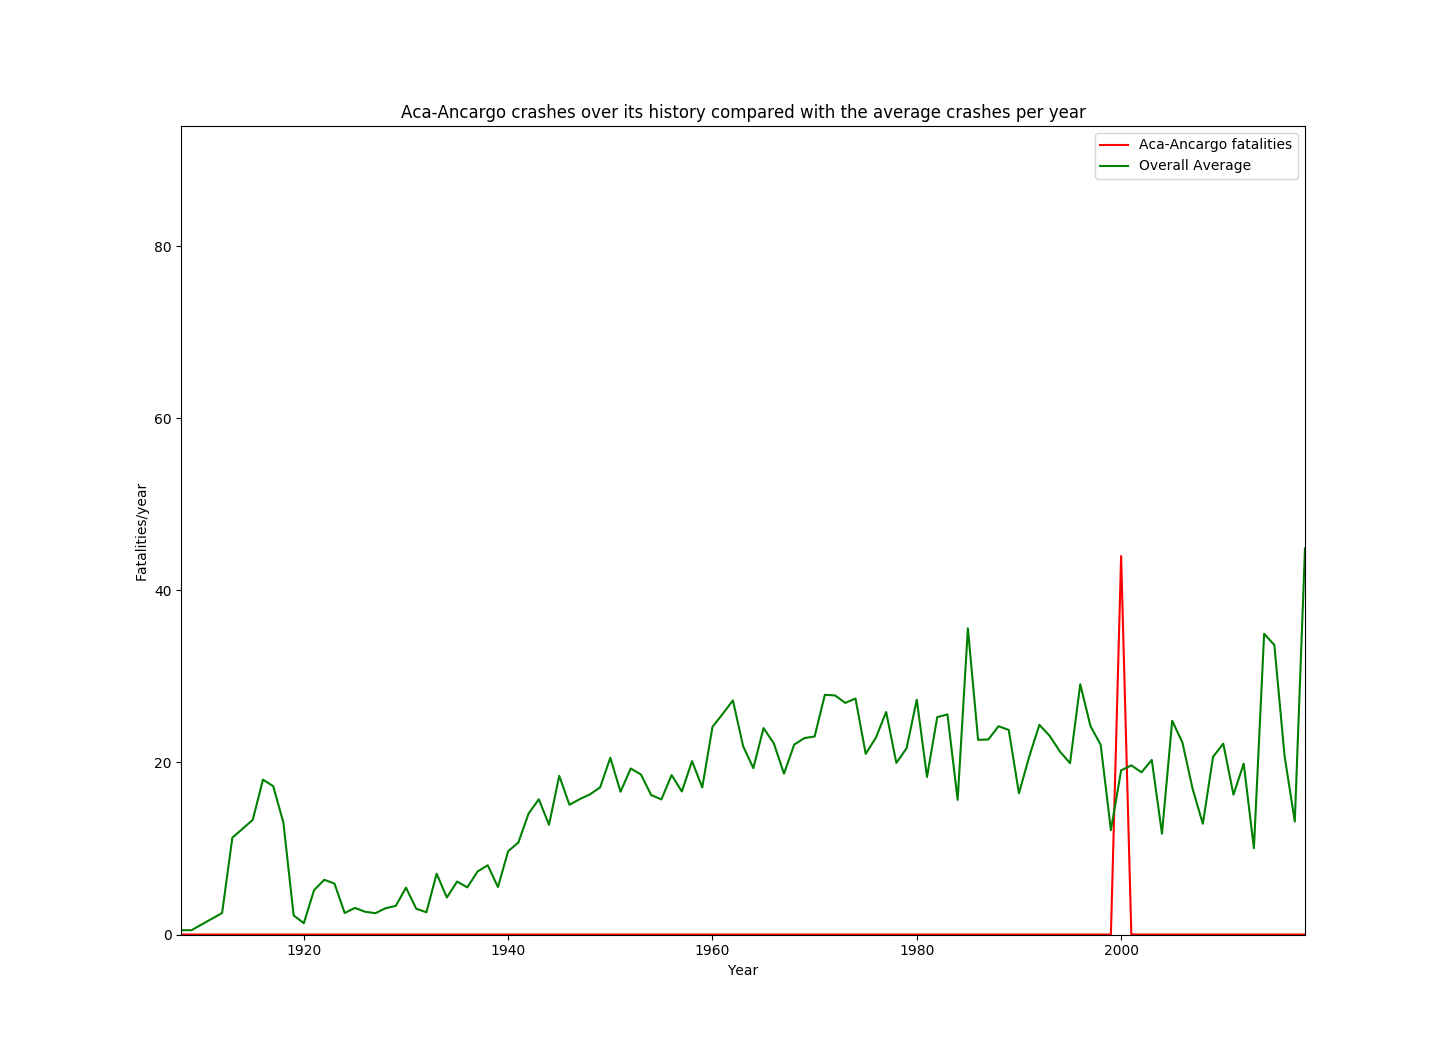 Aca-Ancargo crashes over its history compared with the average crashes per year
Aca-Ancargo fatalities
Overall Average
80
60
40
20
0
Fatalities/year
1920 1940 1960 1980 2000
Year